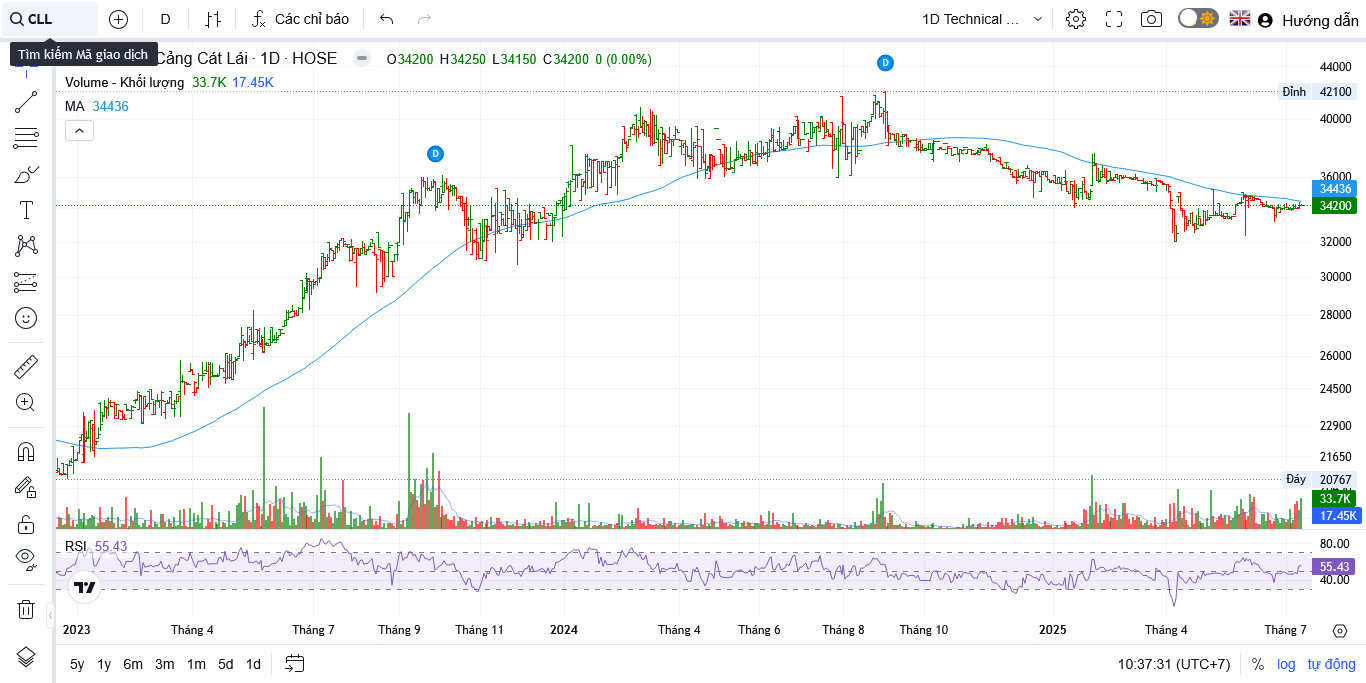 CLL D Các chỉ báo 1D Technical ... Hướng dẫn
Tìm kiếm Mã giao dịch
Cảng Cát Lái · 1D · HOSE O34200 H34250 L34150 C34200 0 (0.00%)
Volume - Khối lượng 33.7K 17.45K
MA 34436
D
D
44000
Đỉnh 42100
40000
36000
34436
34200
32000
30000
28000
26000
24500
22900
21650
Đáy 20767
33.7K
17.45K
RSI 55.43
80.00
55.43
40.00
2023 Tháng 4 Tháng 7 Tháng 9 Tháng 11 2024 Tháng 4 Tháng 6 Tháng 8 Tháng 10 2025 Tháng 4 Tháng 7
5y 1y 6m 3m 1m 5d 1d 10:37:31 (UTC+7) % log tự động